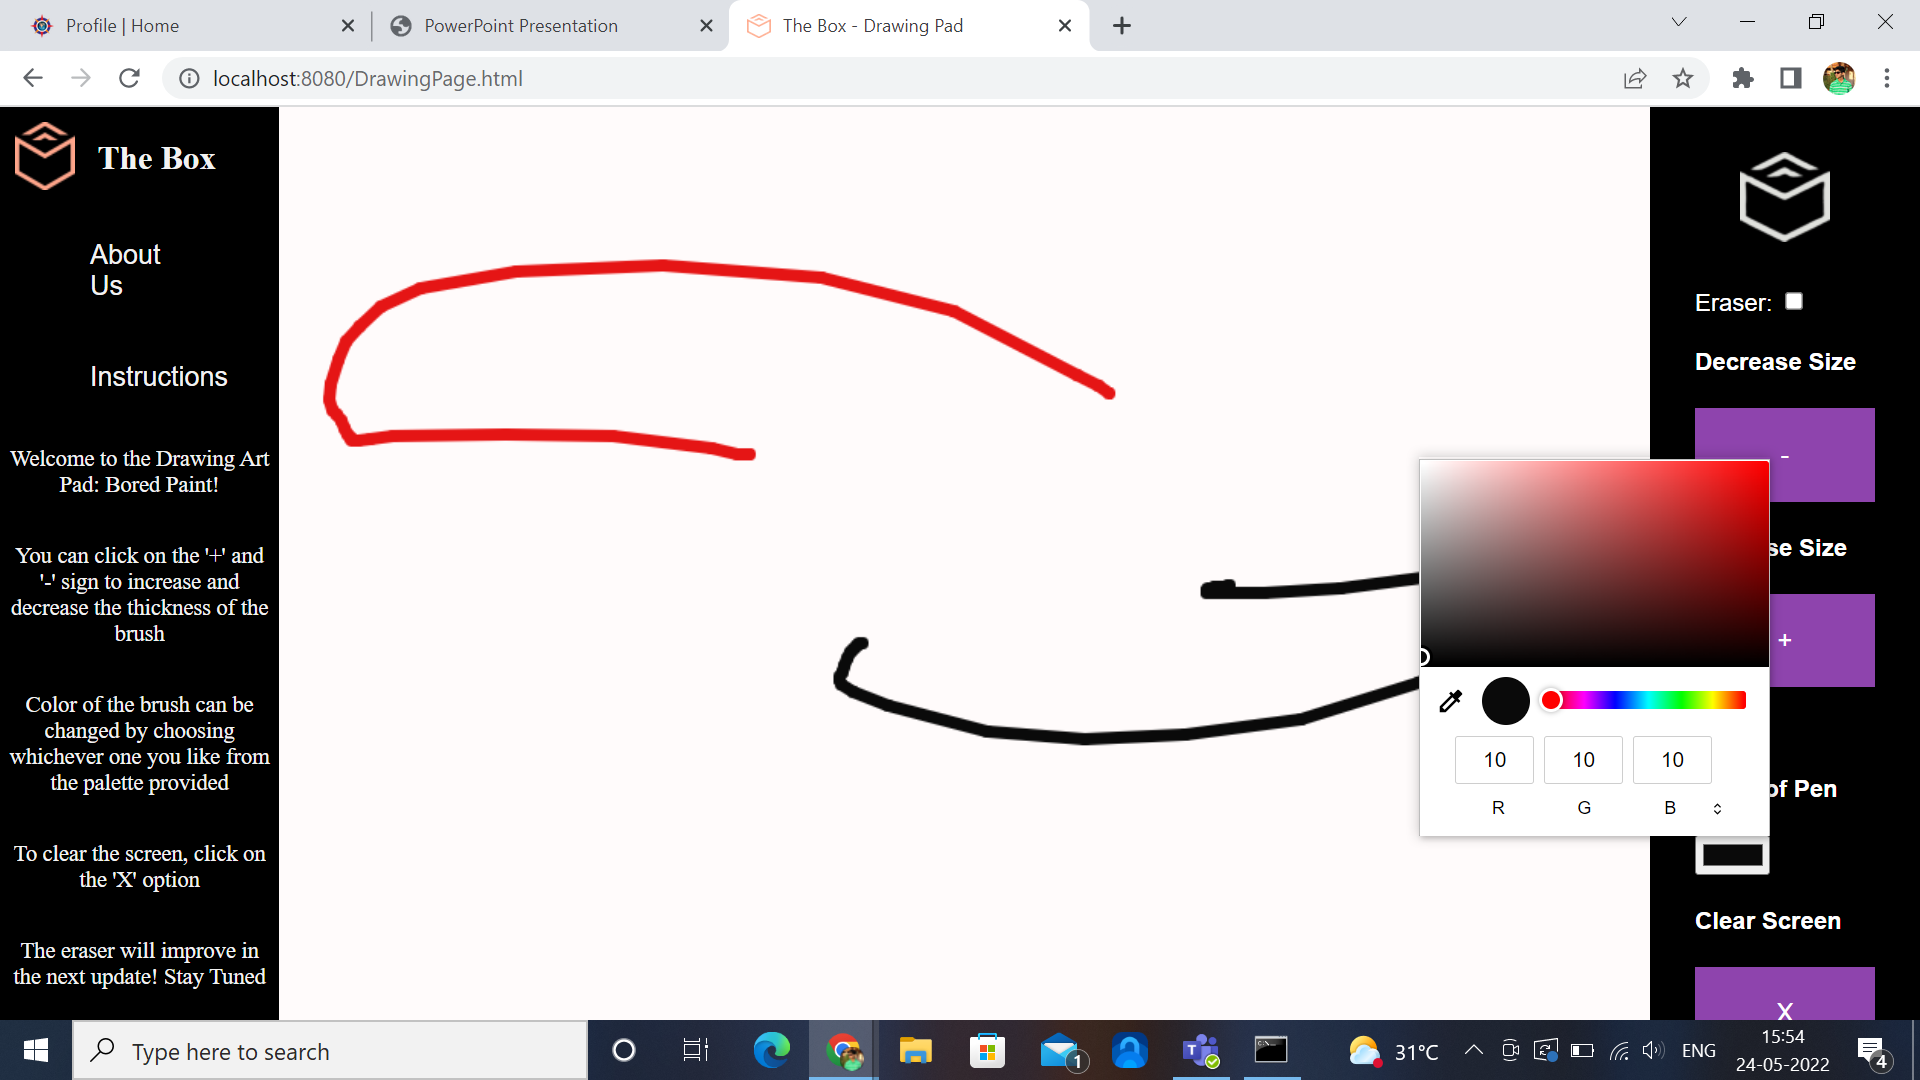 Profile | Home
PowerPoint Presentation
The Box - Drawing Pad
localhost:8080/DrawingPage.html
The Box
About
Us
Instructions
Welcome to the Drawing Art
Pad: Bored Paint!
You can click on the '+' and
'-' sign to increase and
decrease the thickness of the
brush
Color of the brush can be
changed by choosing
whichever one you like from
the palette provided
To clear the screen, click on
the 'X' option
The eraser will improve in
the next update! Stay Tuned
Eraser:
Decrease Size
-
se Size
+
of Pen
10 10 10
R G B
Clear Screen
X
Type here to search
1
31°C
ENG
15:54
24-05-2022
4